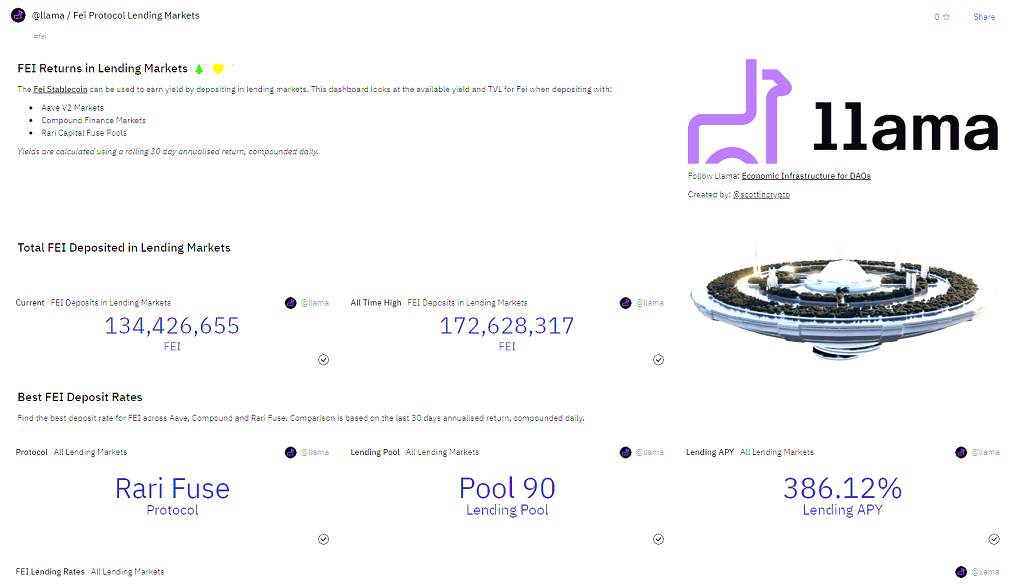 @llama / Fei Protocol Lending Markets
0 Share
#fei
FEI Returns in Lending Markets
The Fei Stablecoin can be used to earn yield by depositing in lending markets. This dashboard looks at the available yield and TVL for Fei when depositing with:
Aave V2 Markets
Compound Finance Markets
Rari Capital Fuse Pools
Yields are calculated using a rolling 30 day annualised return, compounded daily.
llama
Follow Llama: Economic Infrastructure for DAOs
Created by: @scottincrypto
Total FEI Deposited in Lending Markets
Current FEI Deposits in Lending Markets @llama
134,426,655
FEI
All Time High FEI Deposits in Lending Markets @llama
172,628,317
FEI
Best FEI Deposit Rates
Find the best deposit rate for FEI across Aave, Compound and Rari Fuse. Comparison is based on the last 30 days annualised return, compounded daily.
Protocol All Lending Markets @llama
Rari Fuse
Protocol
Lending Pool All Lending Markets @llama
Pool 90
Lending Pool
Lending APY All Lending Markets @llama
386.12%
Lending APY
FEI Lending Rates All Lending Markets @llama